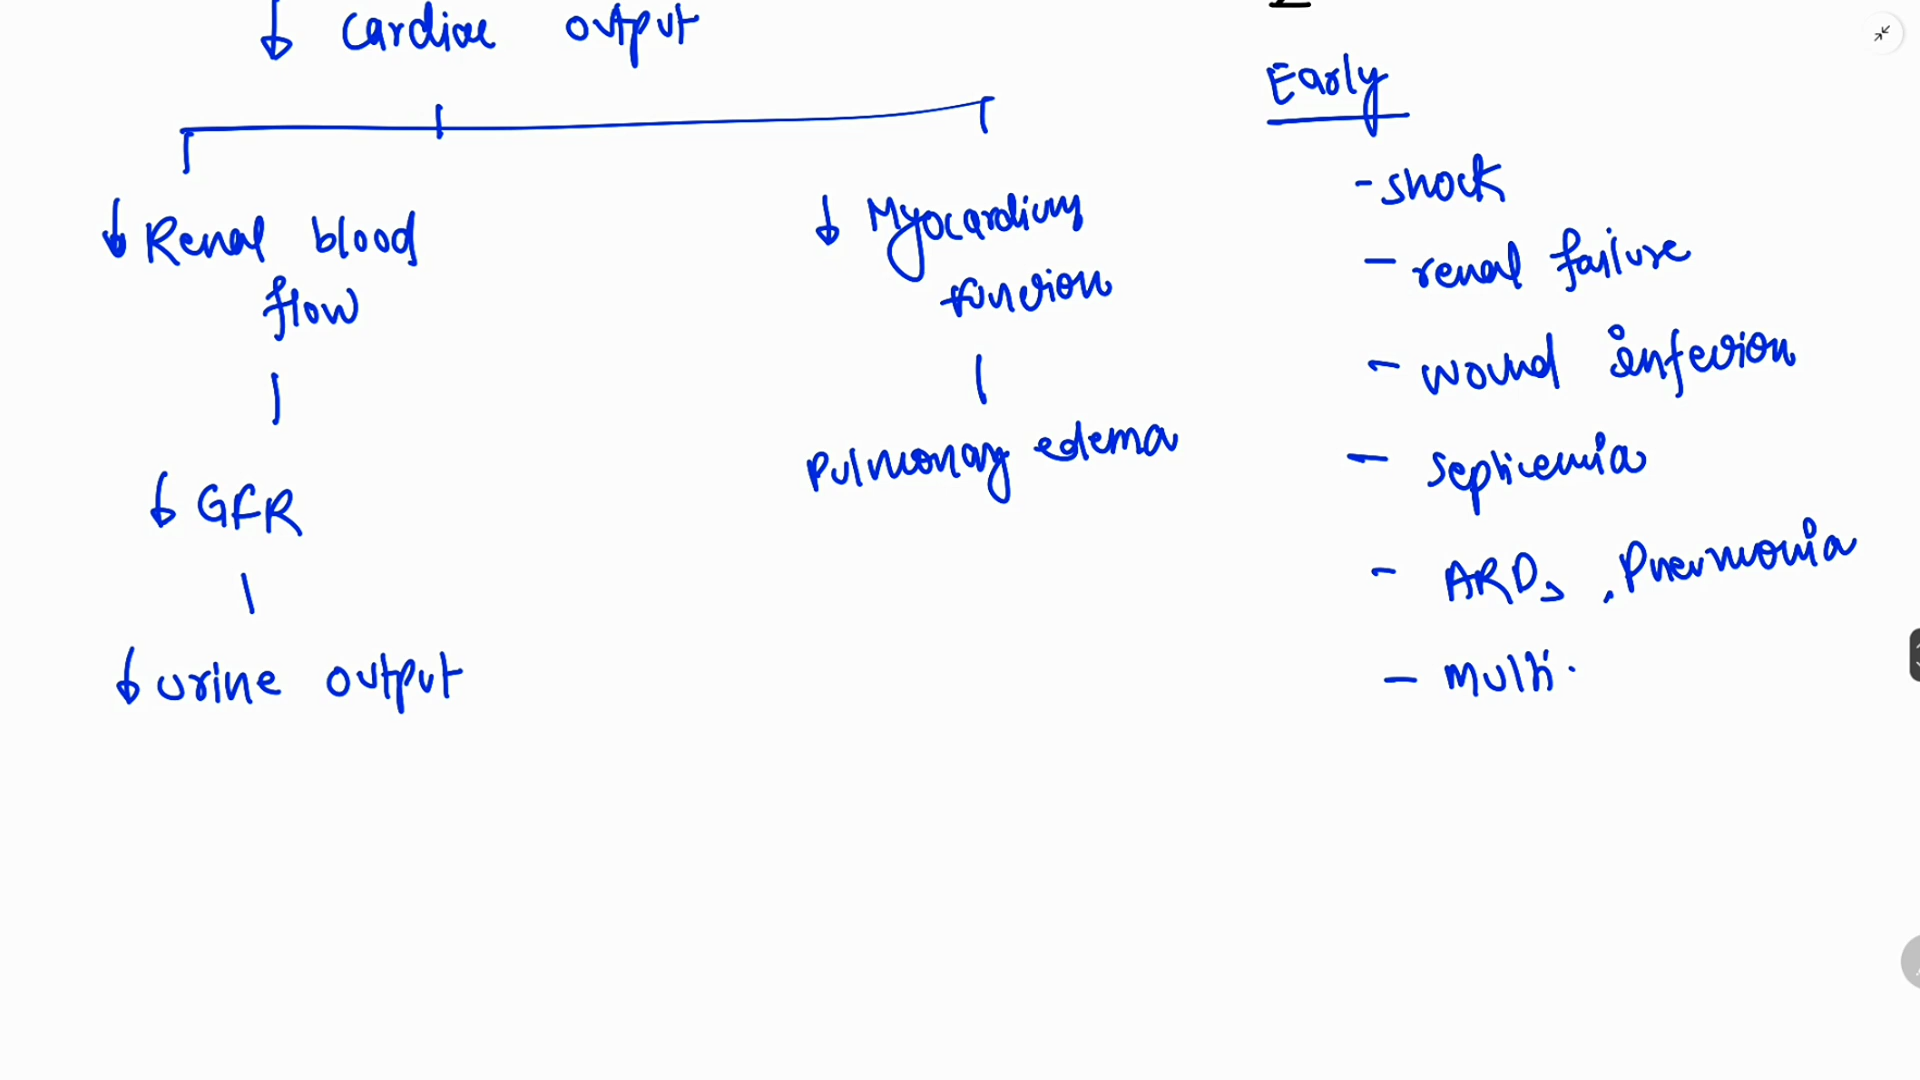 ↓ Cardiac output
↓ Renal blood
flow
↓ GFR
↓ urine output
↓ Myocardium
function
Pulmonary edema
Early
- shock
- renal failure
- wound infection
- septicemia
- ARDs, Pneumonia
- multi-